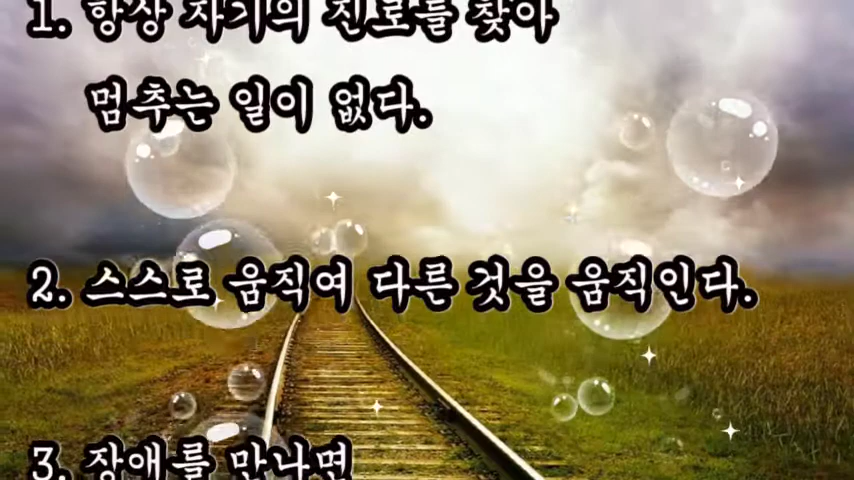 1. 항상 자기의 진로를 찾아
멈추는 일이 없다.
2. 스스로 움직여 다른 것을 움직인다.
3. 장애를 만나면